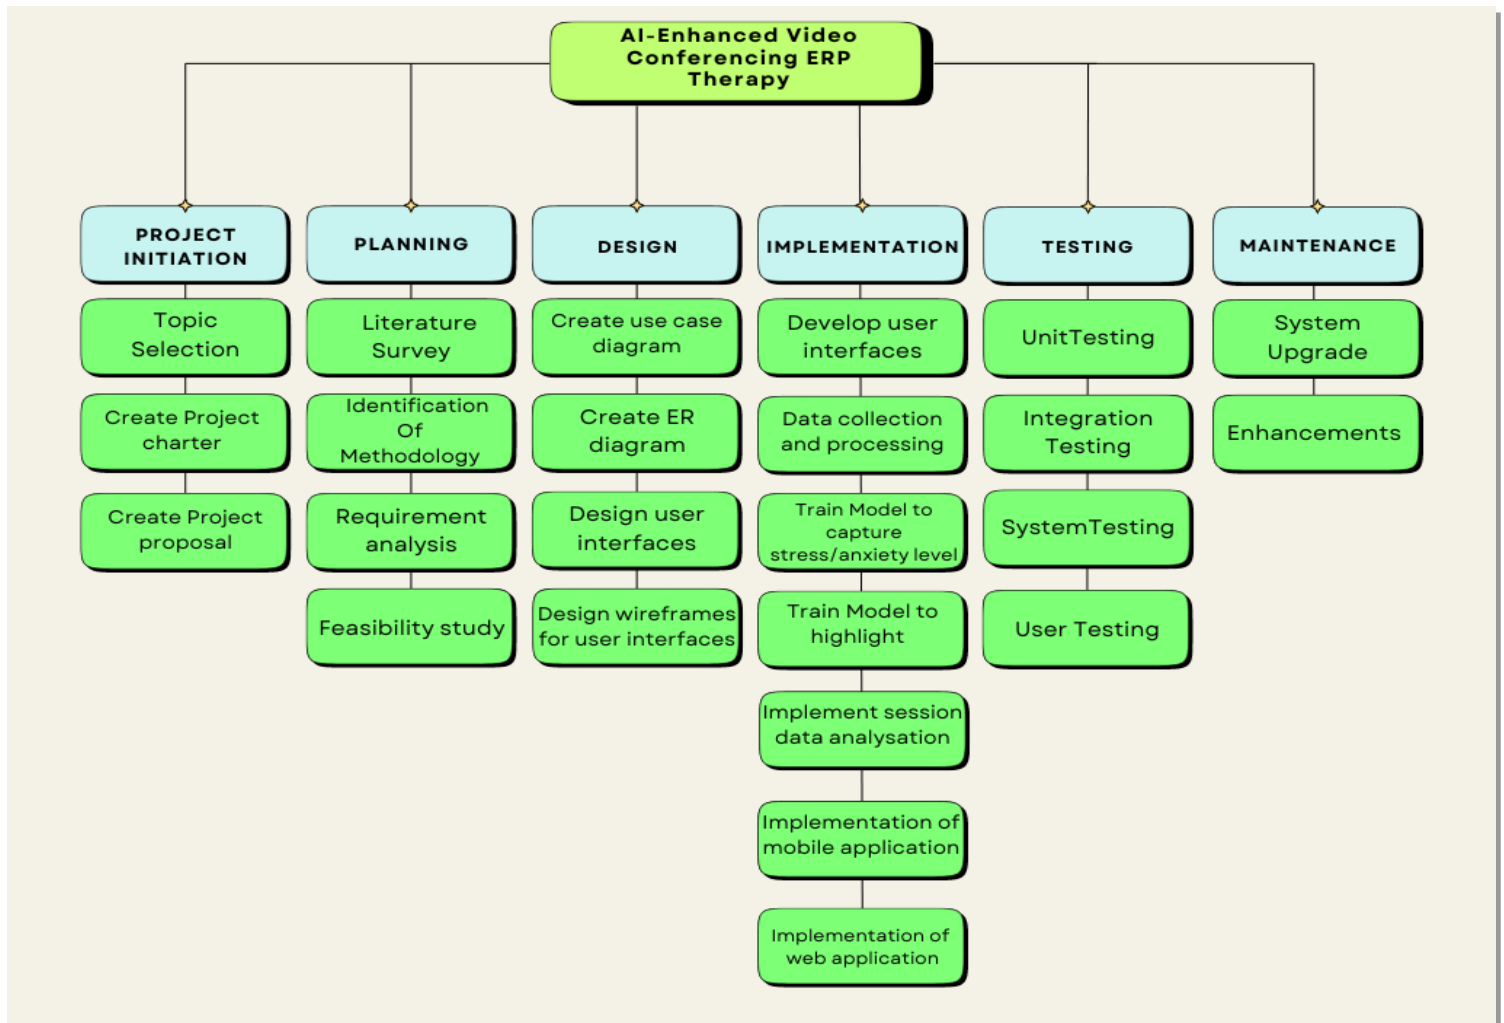 AI-Enhanced Video
Conferencing ERP
Therapy
PROJECT
INITIATION
Topic
Selection
Create Project
charter
Create Project
proposal
PLANNING
Literature
Survey
Identification
Of
Methodology
Requirement
analysis
Feasibility study
DESIGN
Create use case
diagram
Create ER
diagram
Design user
interfaces
Design wireframes
for user interfaces
IMPLEMENTATION
Develop user
interfaces
Data collection
and processing
Train Model to
capture
stress/anxiety level
Train Model to
highlight
Implement session
data analysation
Implementation of
mobile application
Implementation of
web application
TESTING
UnitTesting
Integration
Testing
SystemTesting
User Testing
MAINTENANCE
System
Upgrade
Enhancements